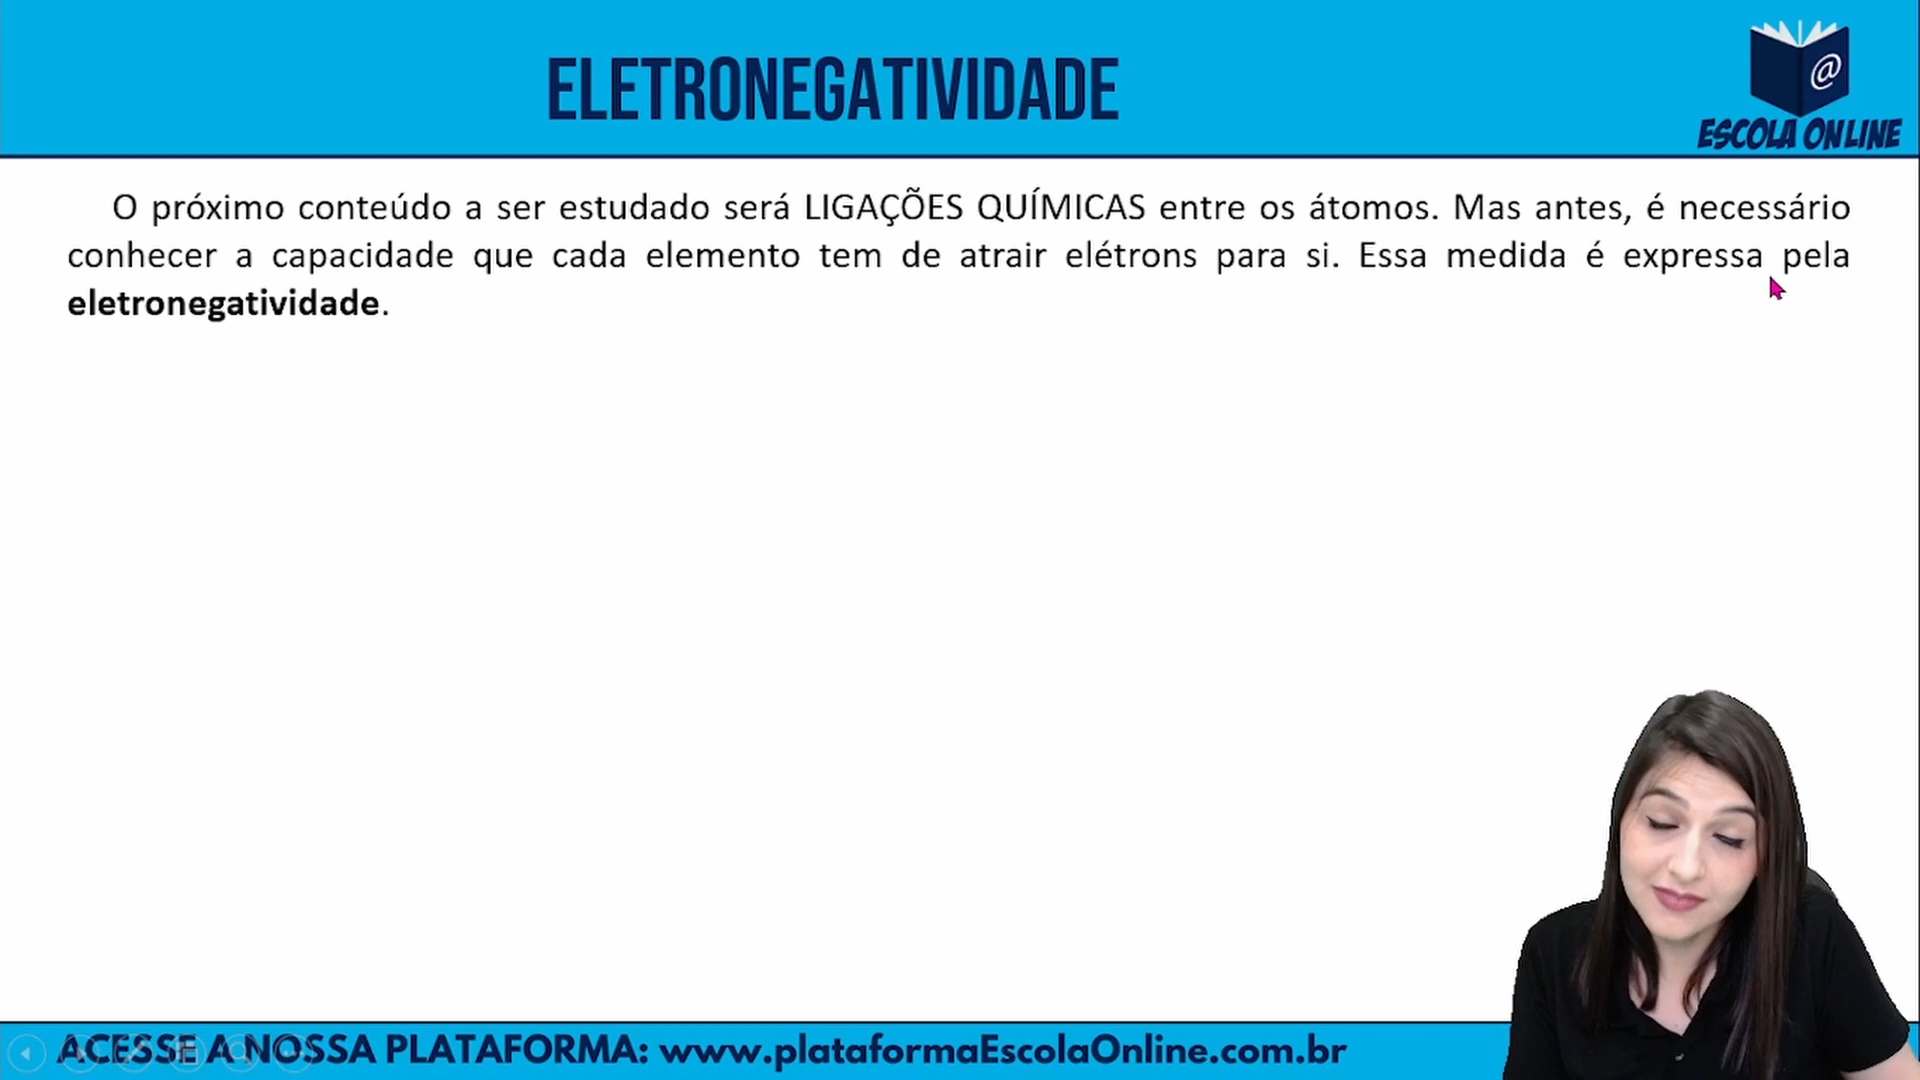 ELETRONEGATIVIDADE
@
ESCOLA ONLINE
O próximo conteúdo a ser estudado será LIGAÇÕES QUÍMICAS entre os átomos. Mas antes, é necessário
conhecer a capacidade que cada elemento tem de atrair elétrons para si. Essa medida é expressa pela
eletronegatividade.
ACESSE A NOSSA PLATAFORMA: www.plataformaEscolaOnline.com.br